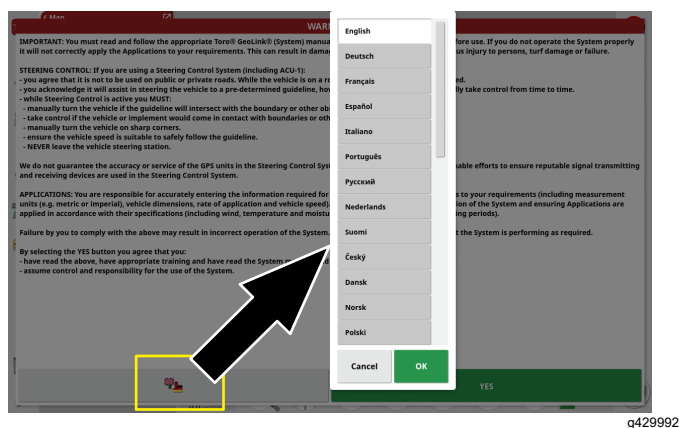 < Map
WAR
IMPORTANT: You must read and follow the appropriate Toro® GeoLink® (System) manua
fore use. If you do not operate the System properly
it will not correctly apply the Applications to your requirements. This can result in damag
us injury to persons, turf damage or failure.
STEERING CONTROL: If you are using a Steering Control System (including ACU-1):
- you agree that it is not to be used on public or private roads. While the vehicle is on a ro
ed.
- you acknowledge it will assist in steering the vehicle to a pre-determined guideline, how
lly take control from time to time.
- while Steering Control is active you MUST:
- manually turn the vehicle if the guideline will intersect with the boundary or other obs
- take control if the vehicle or implement would come in contact with boundaries or oth
- manually turn the vehicle on sharp corners.
- ensure the vehicle speed is suitable to safely follow the guideline.
- NEVER leave the vehicle steering station.
We do not guarantee the accuracy or service of the GPS units in the Steering Control Syst
able efforts to ensure reputable signal transmitting
and receiving devices are used in the Steering Control System.
APPLICATIONS: You are responsible for accurately entering the information required for
s to your requirements (including measurement
units (e.g. metric or imperial), vehicle dimensions, rate of application and vehicle speed).
ion of the System and ensuring Applications are
applied in accordance with their specifications (including wind, temperature and moistu
ing periods).
Failure by you to comply with the above may result in incorrect operation of the System.
t the System is performing as required.
By selecting the YES button you agree that you:
- have read the above, have appropriate training and have read the System m
d
- assume control and responsibility for the use of the System.
English
Deutsch
Français
Español
Italiano
Português
Русский
Nederlands
Suomi
Český
Dansk
Norsk
Polski
Cancel
OK
YES
g429992